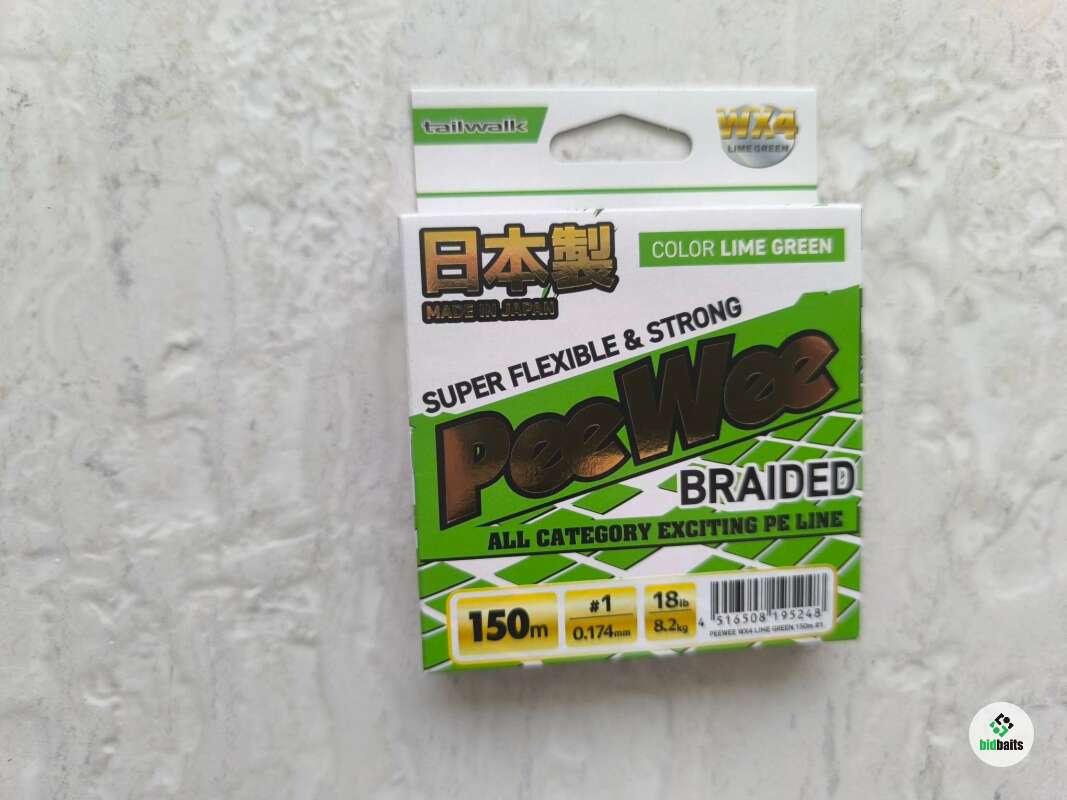 tailwalk
WX4
LIME GREEN
日本製
MADE IN JAPAN
COLOR LIME GREEN
SUPER FLEXIBLE & STRONG
PeeWee
BRAIDED
ALL CATEGORY EXCITING PE LINE
150m
#1
0.174mm
18lb
8.2kg
4 516508 195248
PEEWEE WX4 LIME GREEN.150m.#1
bidbaits